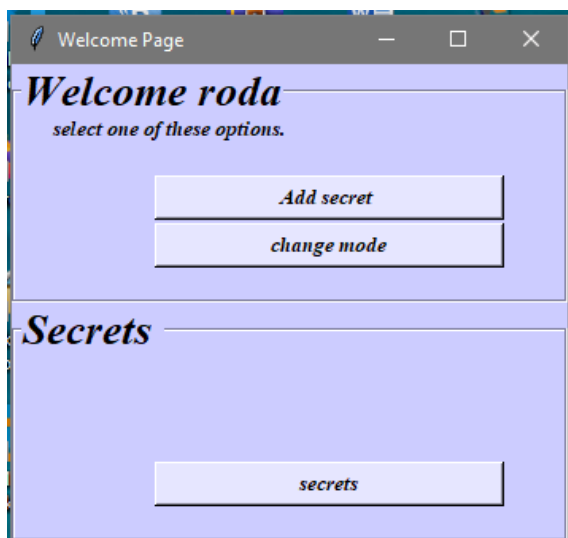 Welcome Page
Welcome roda
select one of these options.
Add secret
change mode
Secrets
secrets